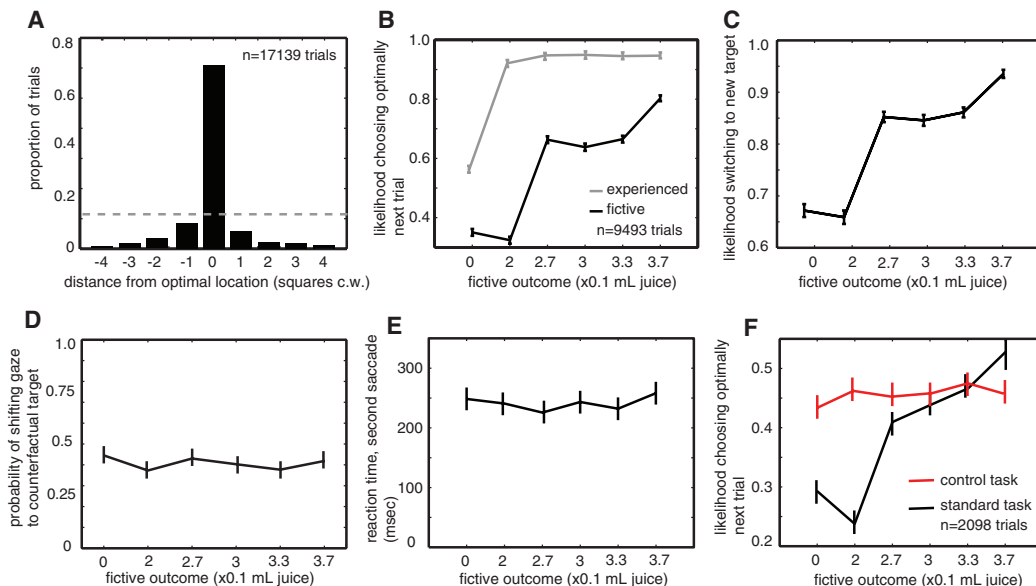 A
proportion of trials
0.8
0.6
0.4
0.2
0
n=17139 trials
-4 -3 -2 -1 0 1 2 3 4
distance from optimal location (squares c.w.)
B
likelihood choosing optimally
next trial
1.0
0.8
0.6
0.4
experienced
fictive
n=9493 trials
0 2 2.7 3 3.3 3.7
fictive outcome (x0.1 mL juice)
C
likelihood switching to new target
1.0
0.9
0.8
0.7
0.6
0 2 2.7 3 3.3 3.7
fictive outcome (x0.1 mL juice)
D
probability of shifting gaze
to counterfactual target
1.0
0.75
0.5
0.25
0
0 2 2.7 3 3.3 3.7
fictive outcome (x0.1 mL juice)
E
reaction time, second saccade
(msec)
300
200
100
0
0 2 2.7 3 3.3 3.7
fictive outcome (x0.1 mL juice)
F
likelihood choosing optimally
next trial
0.5
0.4
0.3
0.2
control task
standard task
n=2098 trials
0 2 2.7 3 3.3 3.7
fictive outcome (x0.1 mL juice)